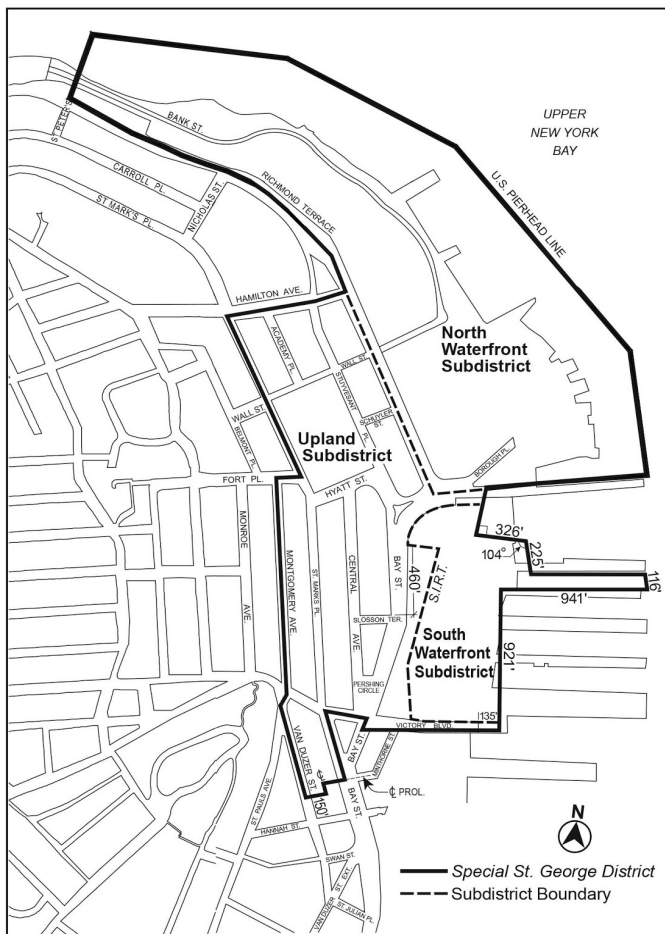 UPPER
NEW YORK
BAY
U.S. PIERHEAD LINE
ST. PETER'S
BANK ST.
CARROLL PL.
NICHOLAS ST.
ST. MARK'S PL.
RICHMOND TERRACE
HAMILTON AVE.
North
Waterfront
Subdistrict
ACADEMY PL.
WALL ST.
STUYVESANT
PL.
SCHUYLER
ST.
WALL ST.
BELMONT PL.
Upland
Subdistrict
BOROUGH PL.
FORT PL.
HYATT ST.
MONROE
AVE.
MONTGOMERY AVE.
ST. MARKS PL.
CENTRAL
AVE.
BAY ST.
460'
S.I.R.T.
326'
104°
225'
116'
941'
SLOSSON TER.
South
Waterfront
Subdistrict
921'
PERSHING
CIRCLE
135'
VICTORY BLVD.
VAN DUZER ST.
BAY ST.
MINTHORNE ST.
℄ PROL.
150'
BAY ST.
ST. PAULS AVE.
HANNAH ST.
SWAN ST.
VAN DUZER ST. EXT
ST. JULIAN PL.
N
Special St. George District
Subdistrict Boundary